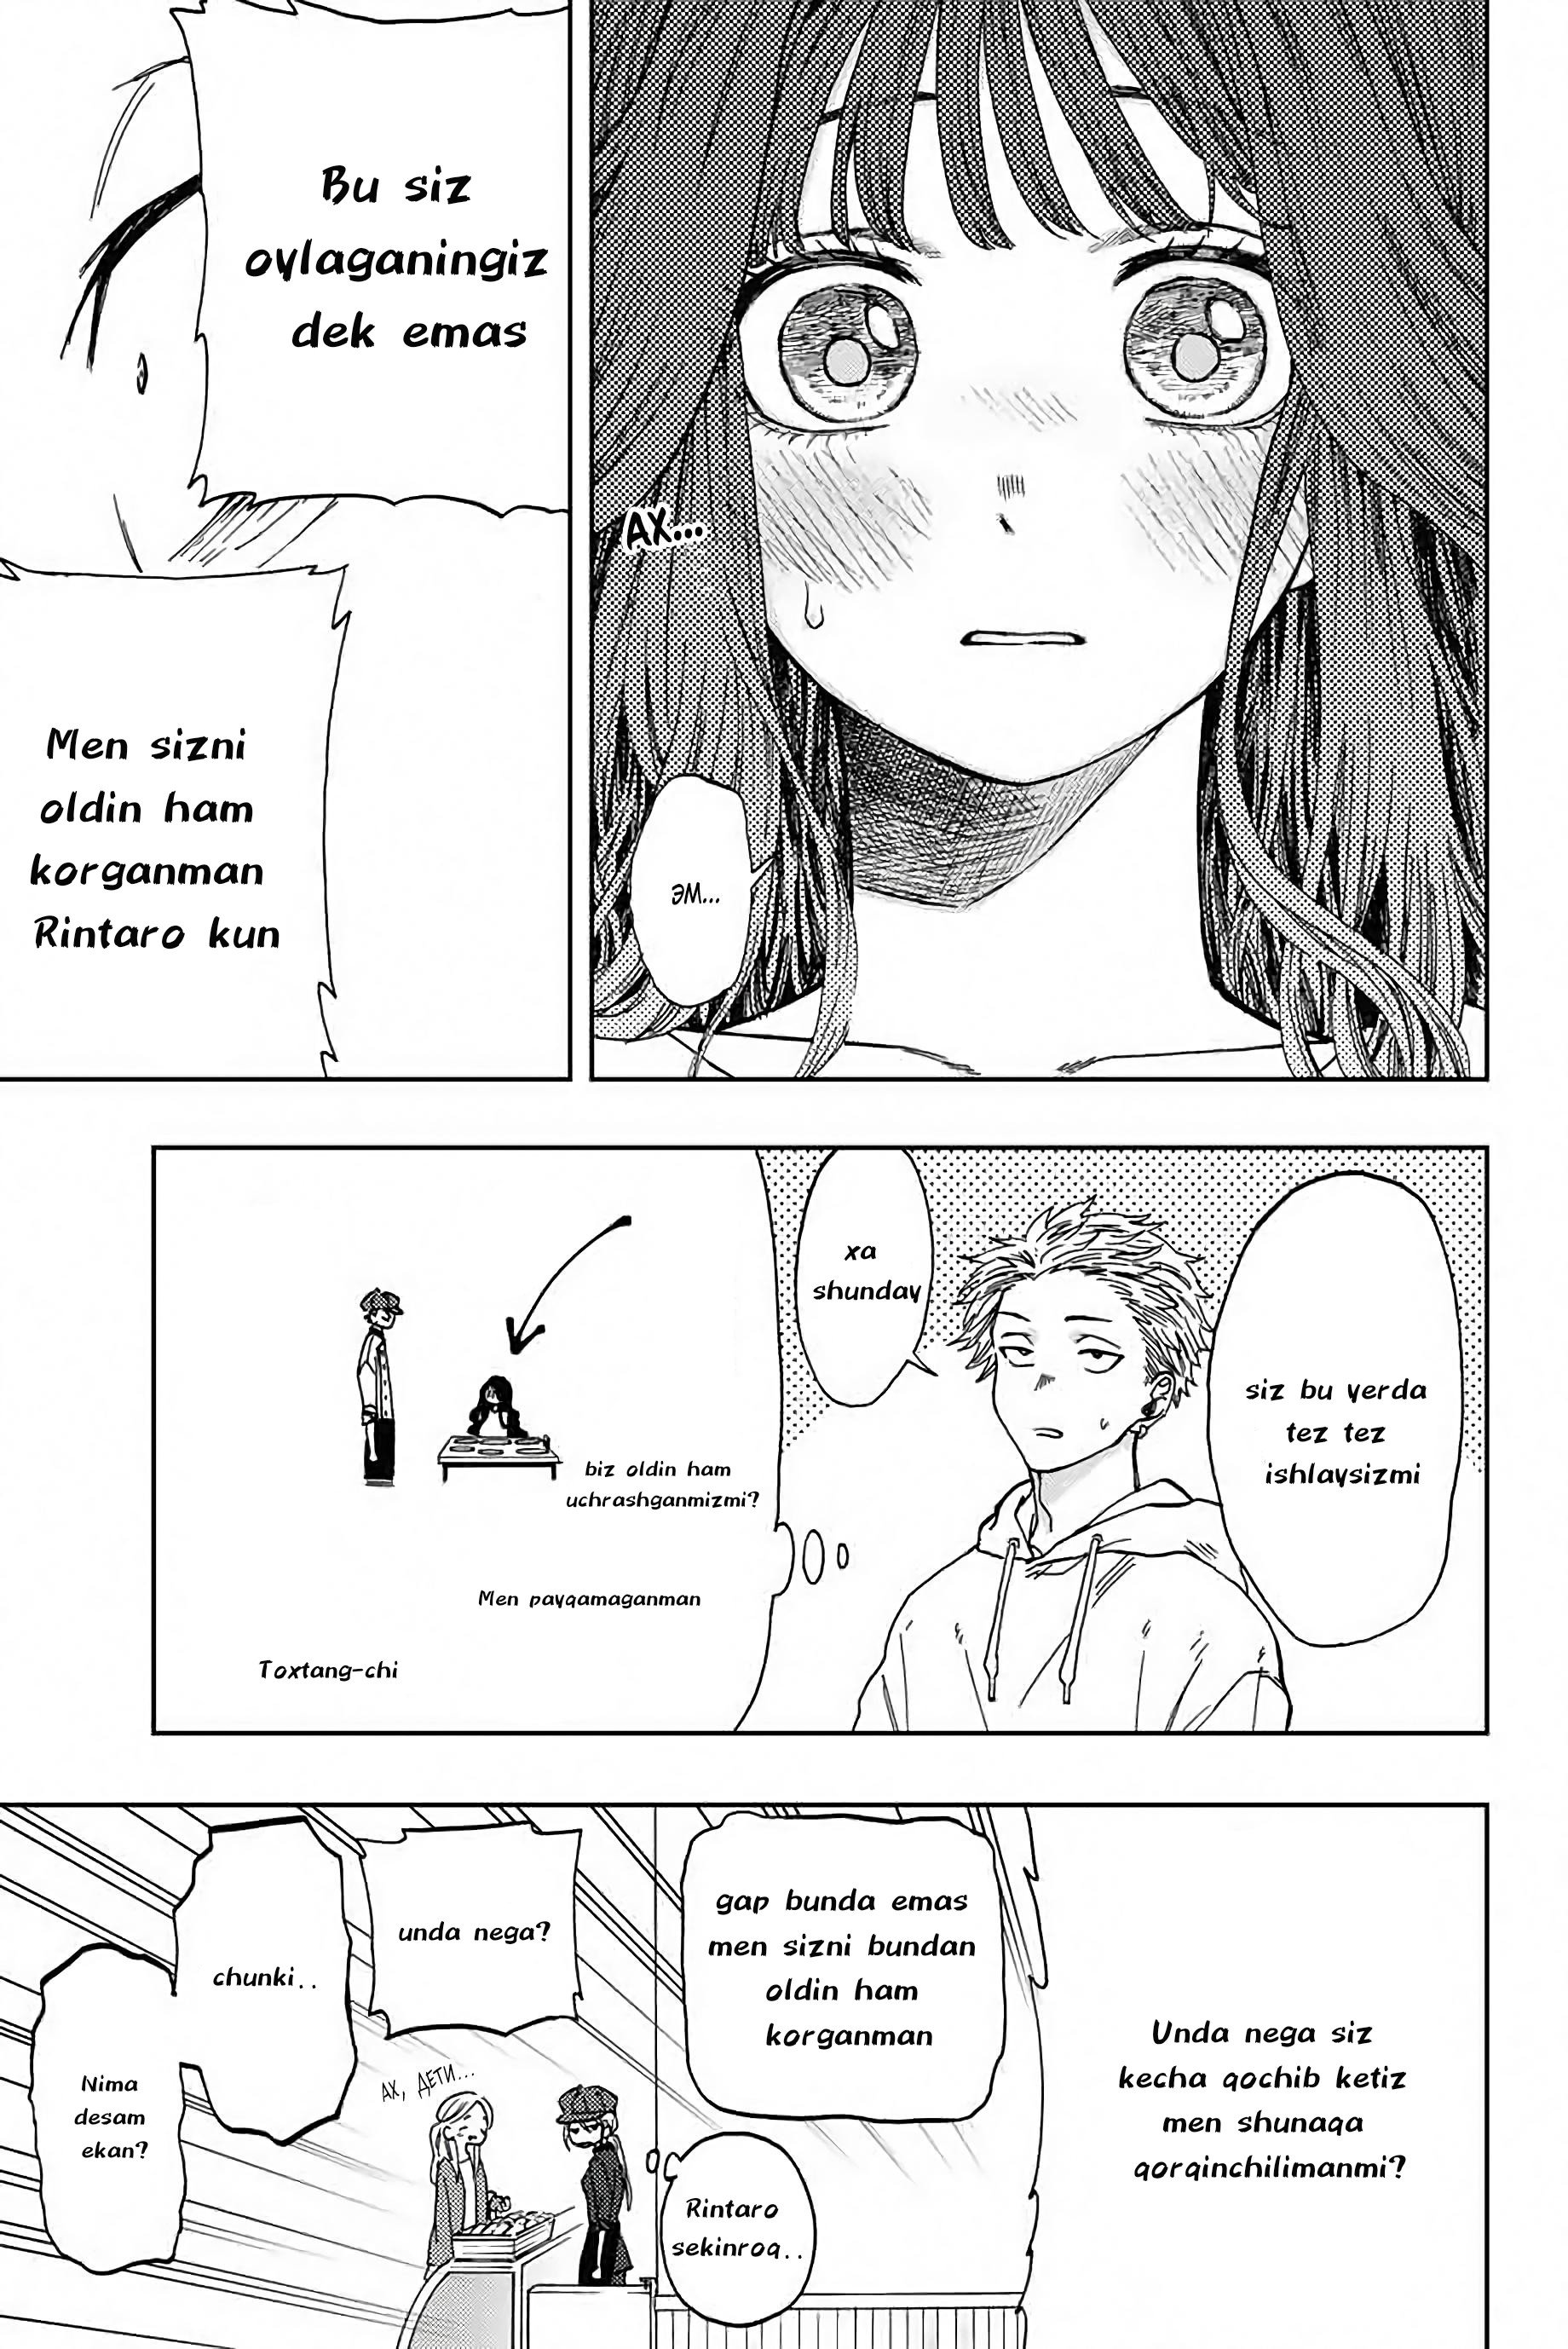 AX...
ЭМ...
Bu siz
oylaganingiz
dek emas
Men sizni
oldin ham
korganman
Rintaro kun
siz bu yerda
tez tez
ishlaysizmi
xa
shunday
biz oldin ham
uchrashganmizmi?
Men payqamaganman
Toxtang-chi
Unda nega siz
kecha qochib ketiz
men shunaqa
qorqinchilimanmi?
gap bunda emas
men sizni bundan
oldin ham
korganman
Rintaro
sekinroq..
unda nega?
АХ, ДЕТИ...
chunki..
Nima
desam
ekan?